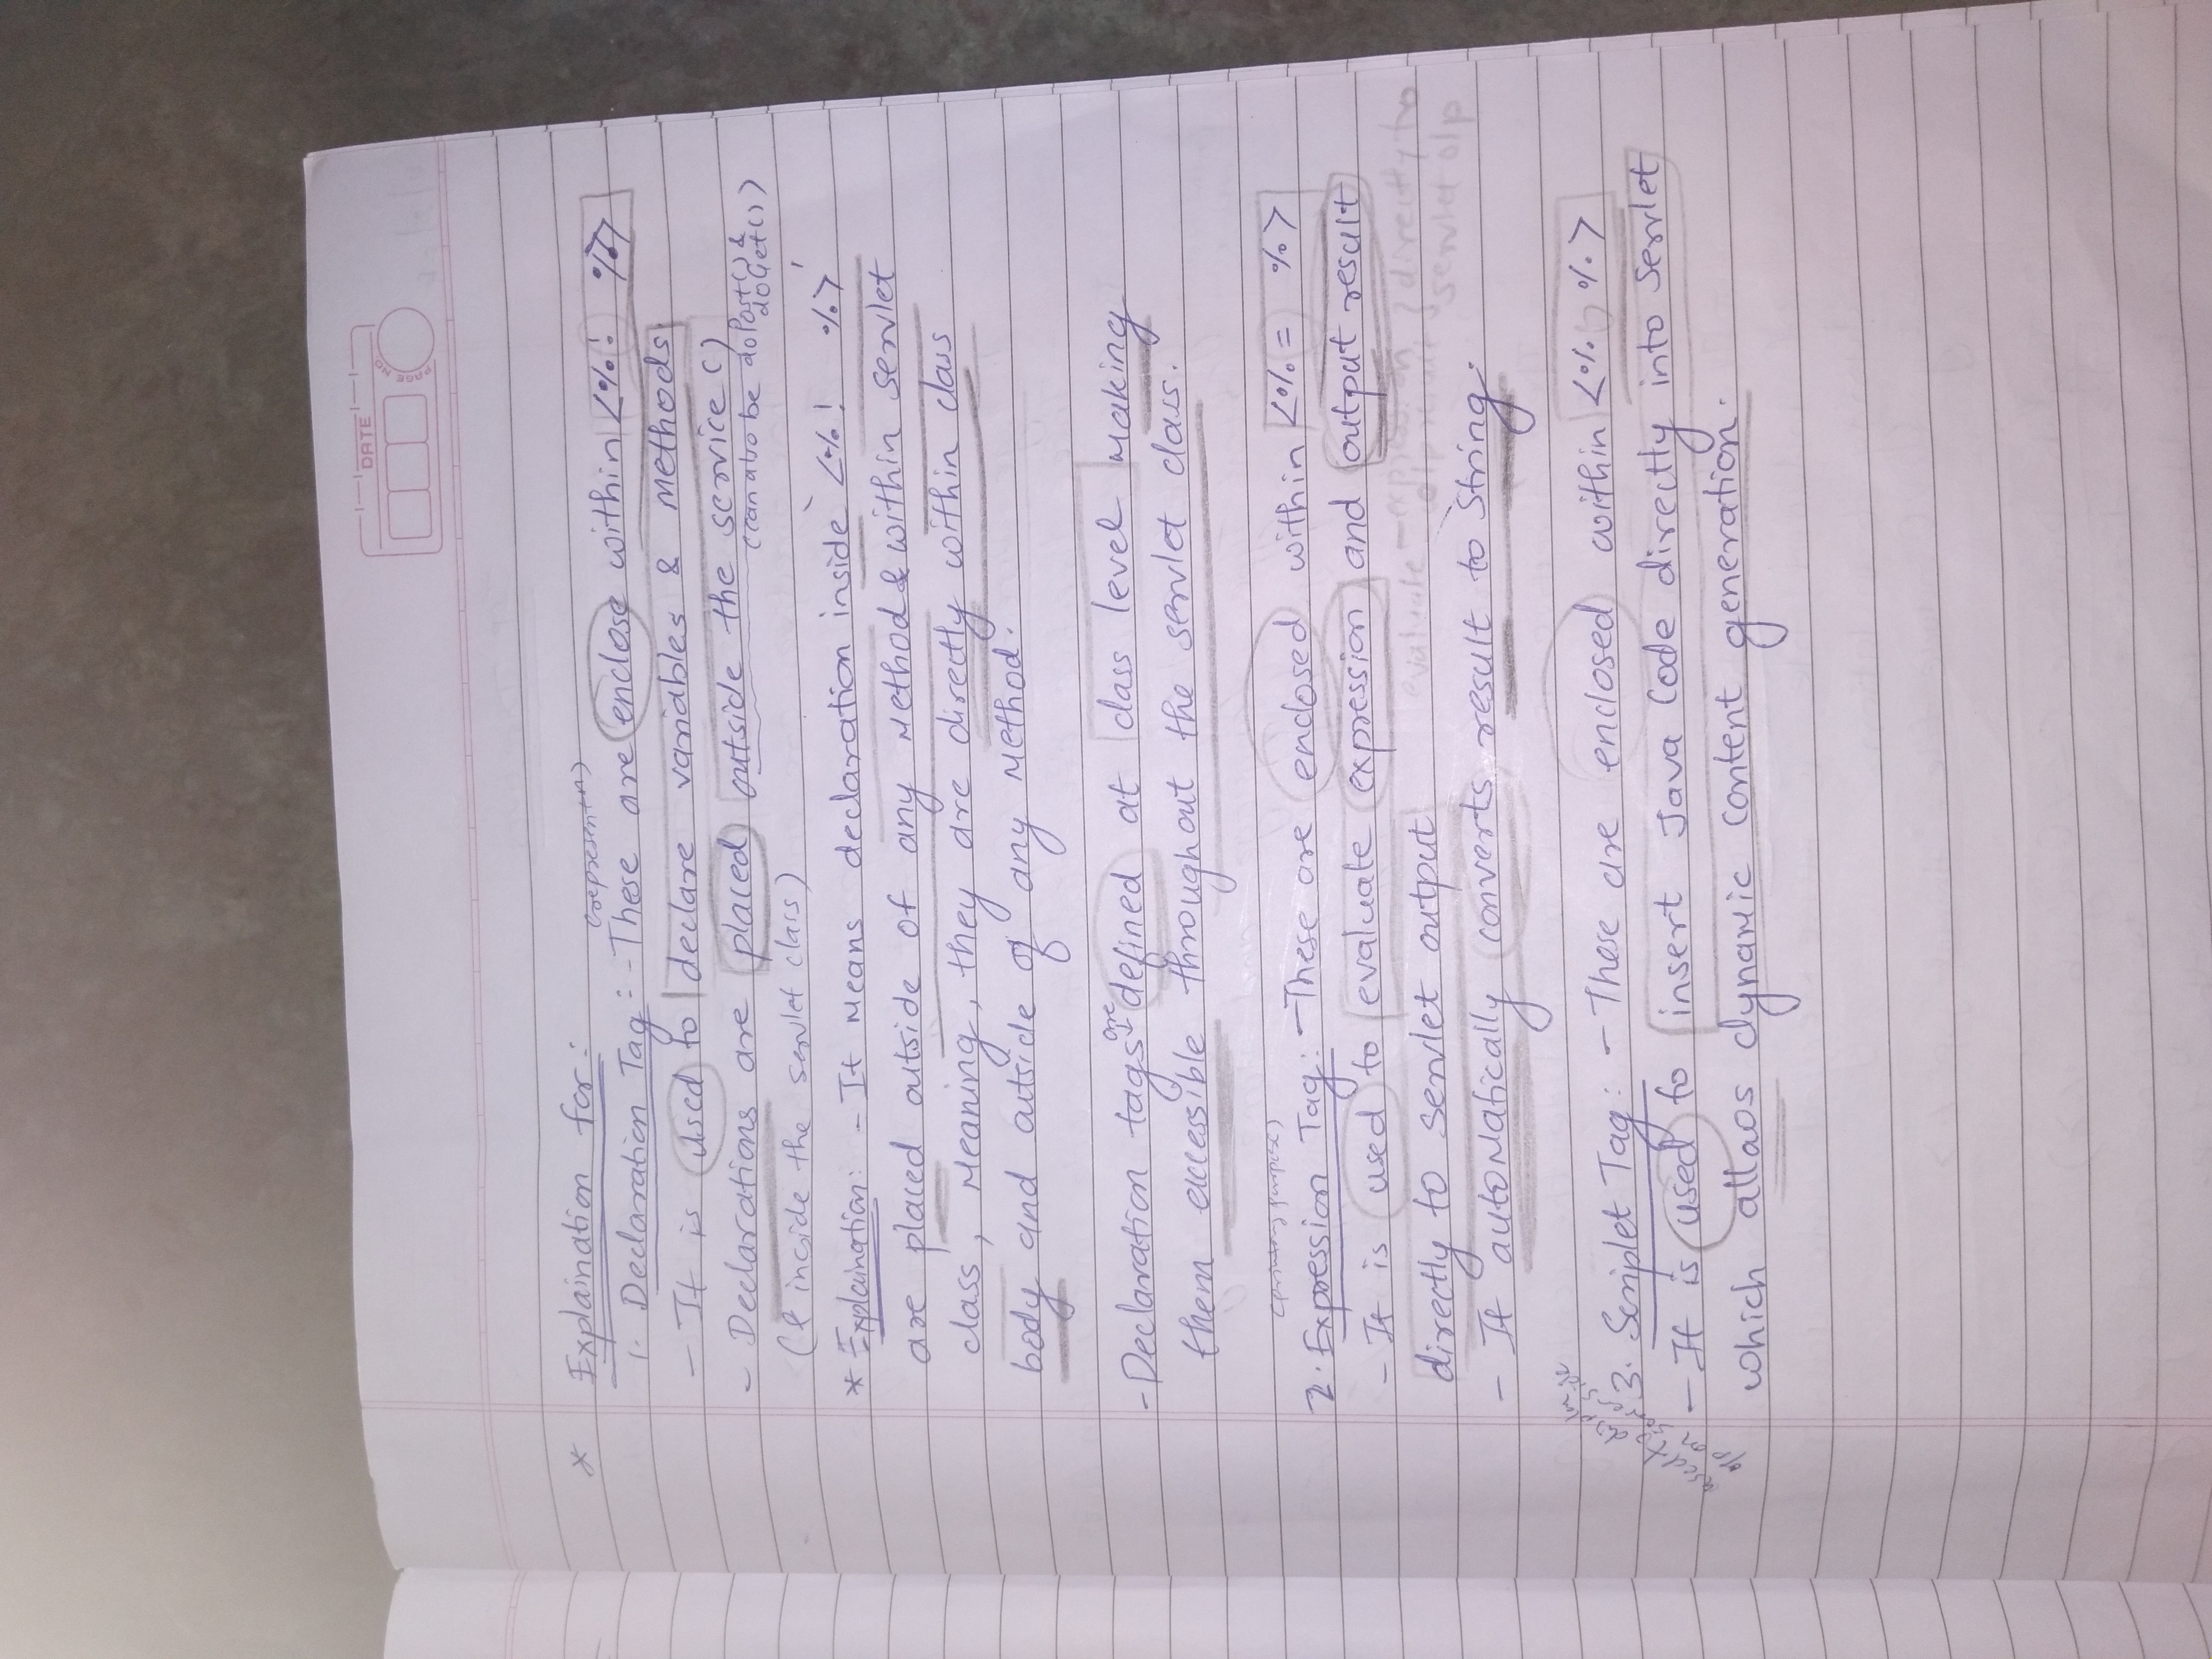 DATE
PAGE NO.
* Explaination for:
(representn)
1. Declaration Tag: - These are enclose within <%! %>
- It is used to declare variables & methods
- Declarations are placed outside the service()
(can also be doPost() &
doGet())
(& inside the servlet class)
* Explaination: - It Means declaration inside <%! %>
are placed outside of any Method & within servlet
class, Meaning, they are directly within class
body and outside of any Method.
- Declaration tags are defined at class level Making
them accessible throughout the servlet class.
(printing purpose)
2. Expression Tag: - These are enclosed within <%= %>
- It is used to evaluate expression and output result
directly to servlet output
evaluate - expression } directly to
o/p result servlet o/p
- It autoMatically converts result to String.
used to display
o/p on server side
3. Scriplet Tag: - These are enclosed within <% %>
- It is used to insert Java Code directly into Servlet
which allaos dynamic content generation.